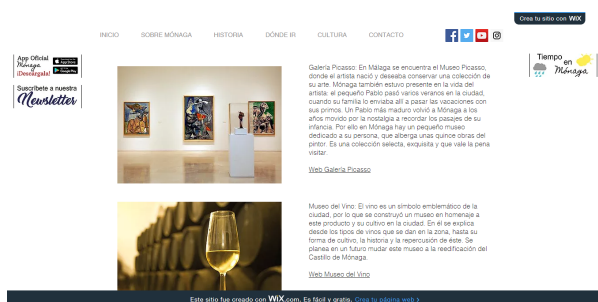 Crea tu sitio con WiX
INICIO
SOBRE MÓNAGA
HISTORIA
DÓNDE IR
CULTURA
CONTACTO
App Oficial
Mónaga
¡Descárgala!
App Store
Google Play
Suscríbete a nuestra
Newsletter
Tiempo
en
Mónaga
Galería Picasso: En Málaga se encuentra el Museo Picasso,
donde el artista nació y deseaba conservar una colección de
su arte. Mónaga también estuvo presente en la vida del
artista: el pequeño Pablo pasó varios veranos en la ciudad,
cuando su familia lo enviaba allí a pasar las vacaciones con
sus primos. Un Pablo más maduro volvió a Mónaga a los
años movido por la nostalgia a recordar los pasajes de su
infancia. Por ello en Mónaga hay un pequeño museo
dedicado a su persona, que alberga unas quince obras del
pintor. Es una colección selecta, exquisita y que vale la pena
visitar.
Web Galería Picasso
Museo del Vino: El vino es un símbolo emblemático de la
ciudad, por lo que se construyó un museo en homenaje a
este producto y su cultivo en la ciudad. En él se explica
desde los tipos de vinos que se dan en la zona, hasta su
forma de cultivo, la historia y la repercusión de éste. Se
planea en un futuro mudar este museo a la reedificación del
Castillo de Mónaga.
Web Museo del Vino
Este sitio fue creado con WiX.com. Es fácil y gratis. Crea tu página web >